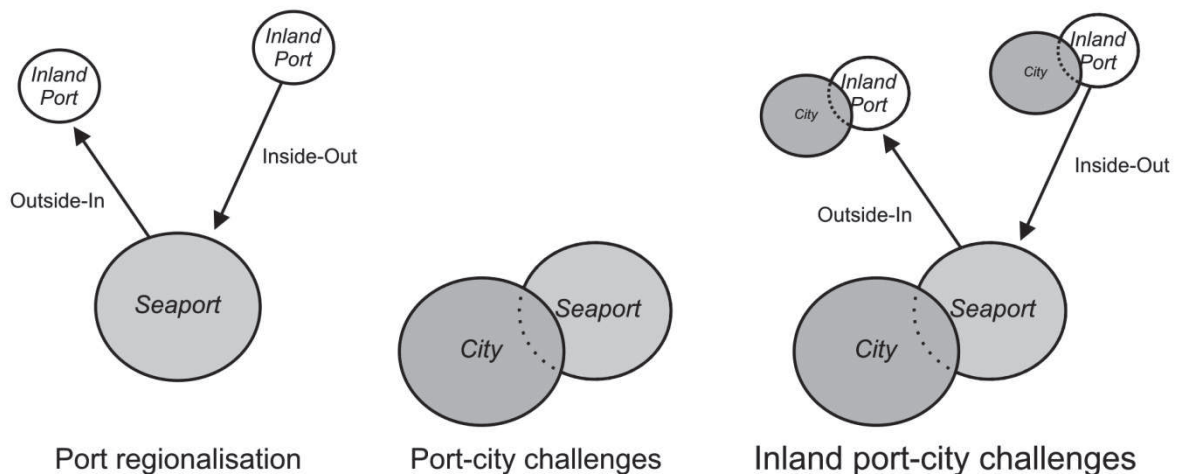 Inland
Port
Inland
Port
Outside-In
Inside-Out
Seaport
Port regionalisation
City
Seaport
Port-city challenges
City
Inland
Port
City
Inland
Port
Outside-In
Inside-Out
City
Seaport
Inland port-city challenges